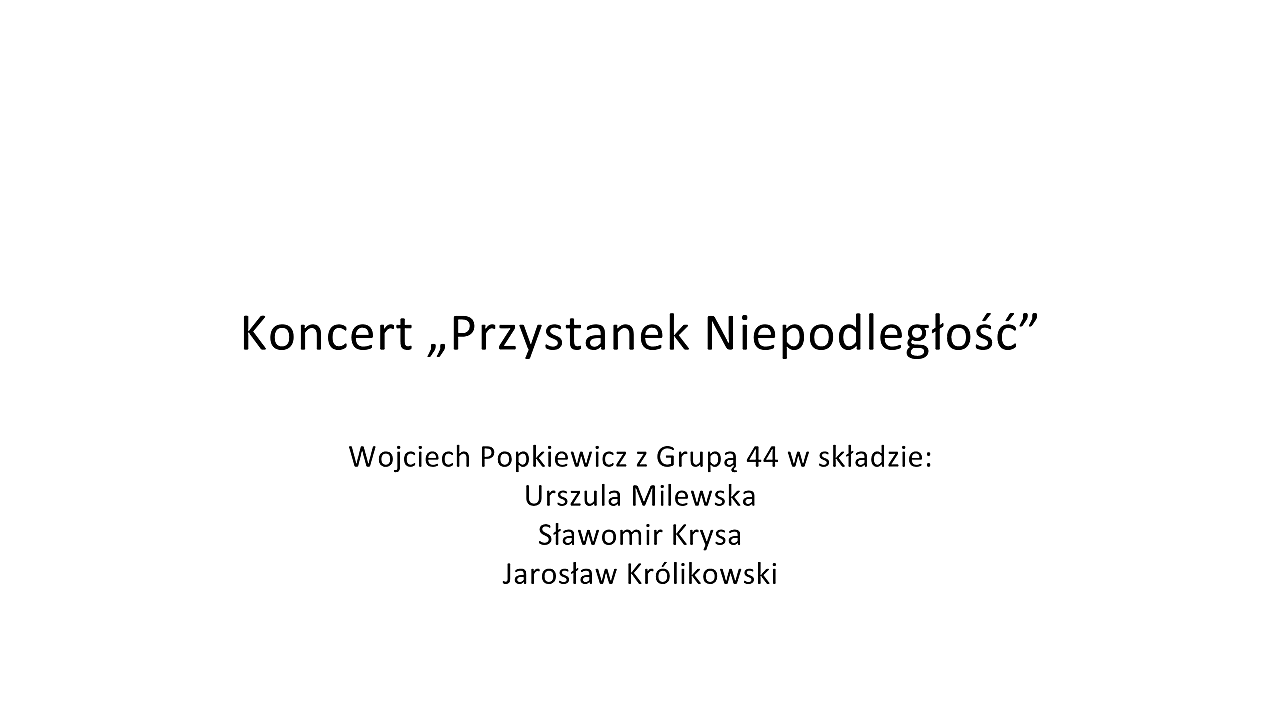 Koncert „Przystanek Niepodległość”
Wojciech Popkiewicz z Grupą 44 w składzie:
Urszula Milewska
Sławomir Krysa
Jarosław Królikowski